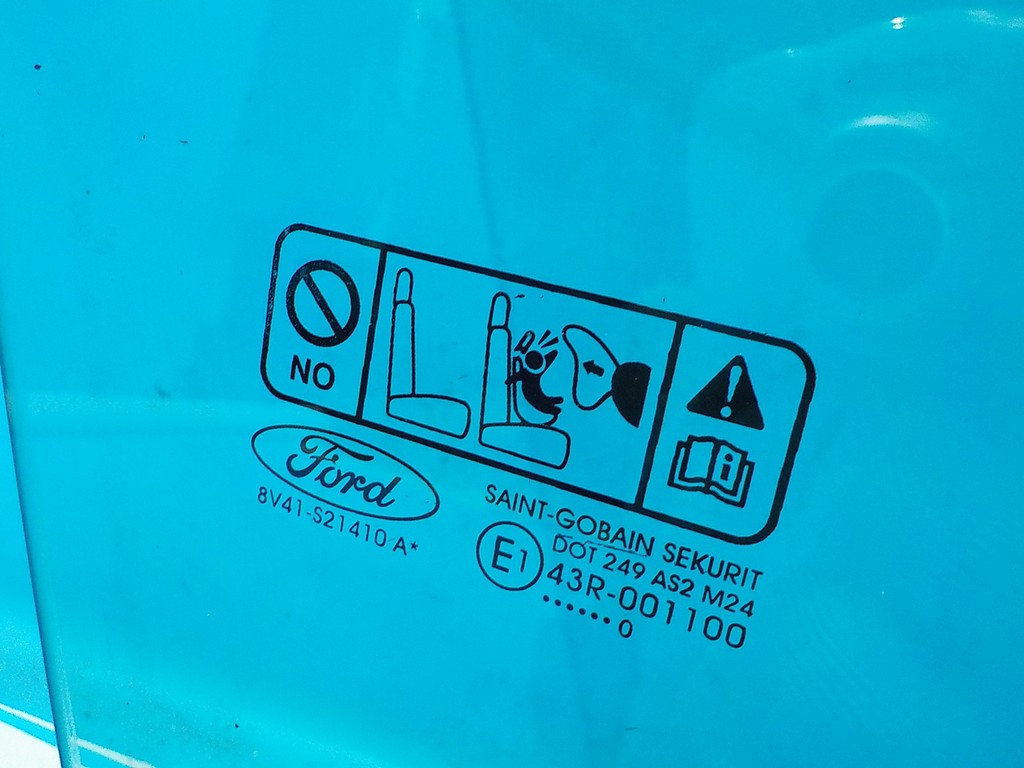 NO
Ford
8V41-S21410 A*
SAINT-GOBAIN SEKURIT
DOT 249 AS2 M24
E1 43R-001100
......0